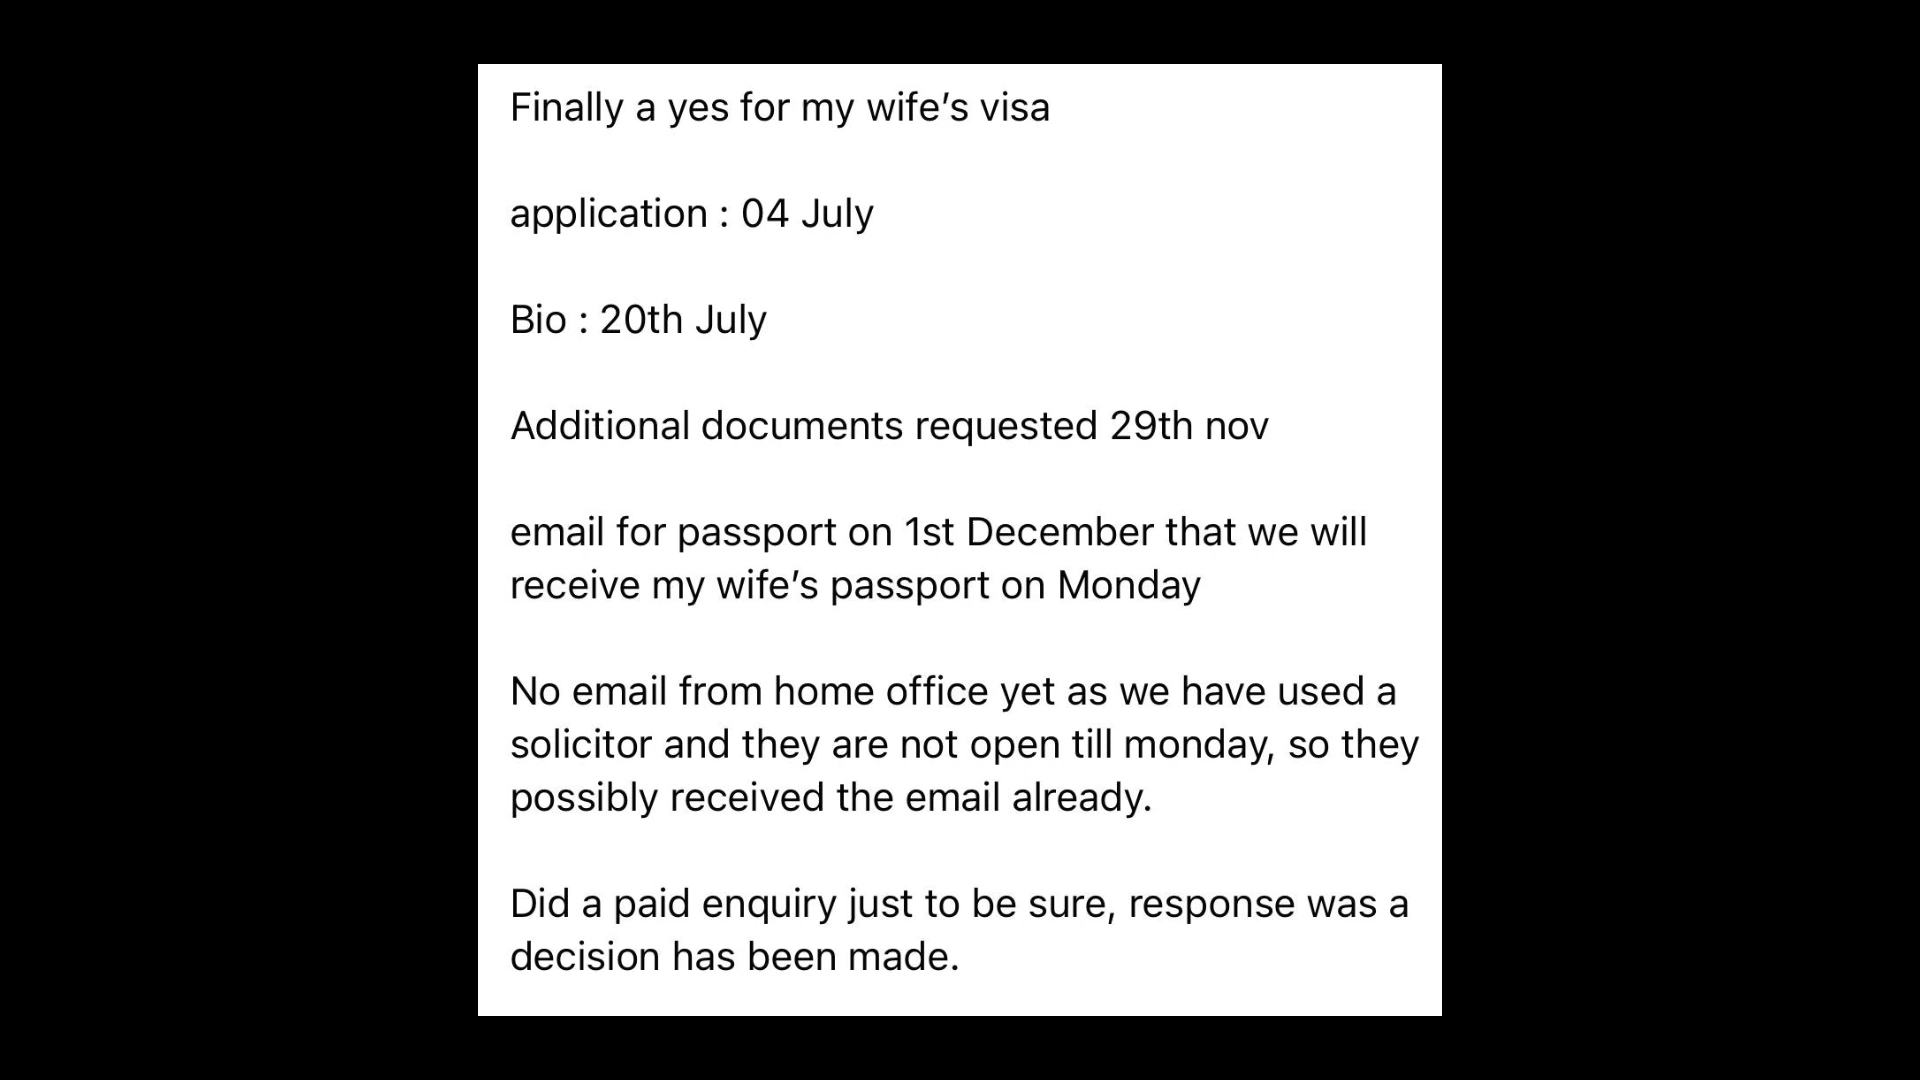 Finally a yes for my wife’s visa
application : 04 July
Bio : 20th July
Additional documents requested 29th nov
email for passport on 1st December that we will
receive my wife’s passport on Monday
No email from home office yet as we have used a
solicitor and they are not open till monday, so they
possibly received the email already.
Did a paid enquiry just to be sure, response was a
decision has been made.